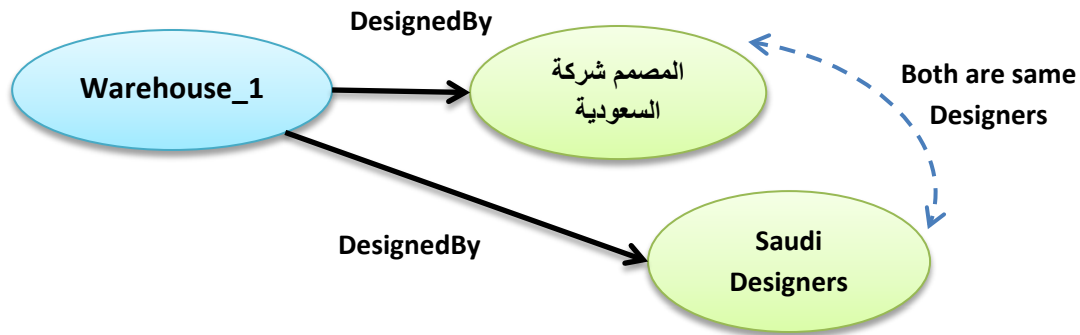 DesignedBy
Warehouse_1
المصمم شركة
السعودية
Both are same
Designers
DesignedBy
Saudi
Designers